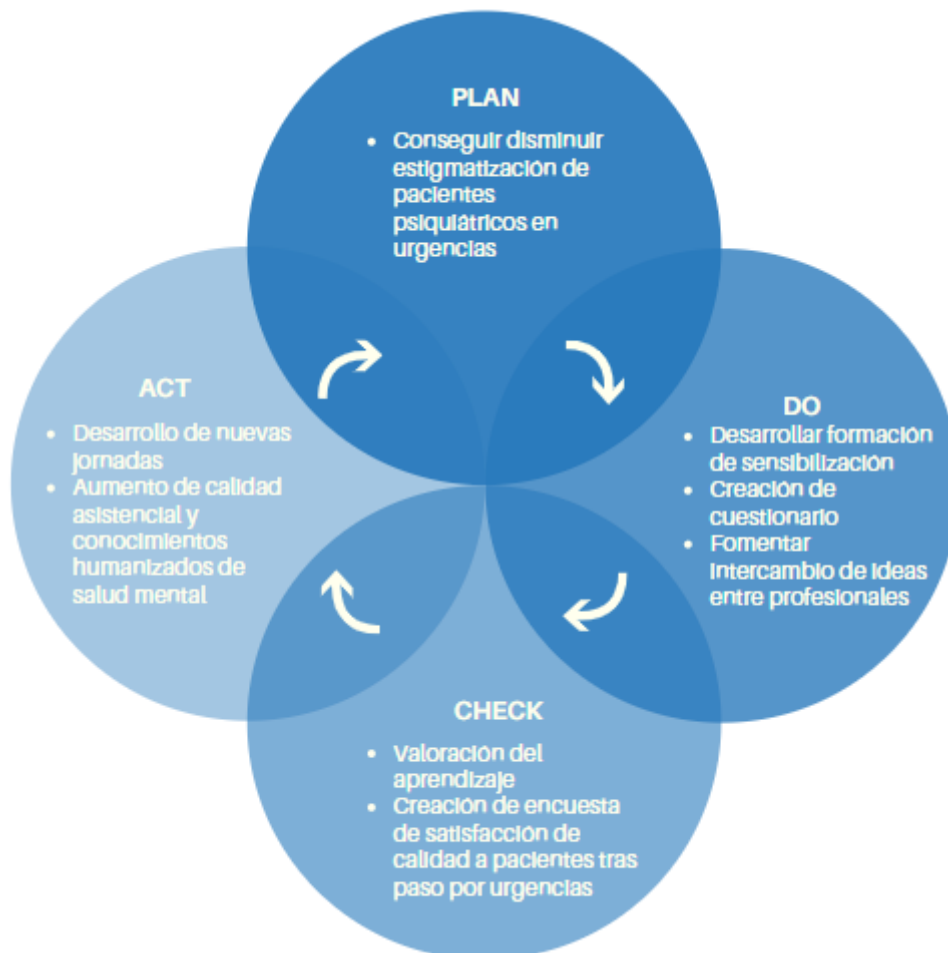 PLAN
• Conseguir disminuir
estigmatización de
pacientes
psiquiátricos en
urgencias
ACT
• Desarrollo de nuevas
jornadas
• Aumento de calidad
asistencial y
conocimientos
humanizados de
salud mental
DO
• Desarrollar formación
de sensibilización
• Creación de
cuestionario
• Fomentar
intercambio de ideas
entre profesionales
CHECK
• Valoración del
aprendizaje
• Creación de encuesta
de satisfacción de
calidad a pacientes tras
paso por urgencias